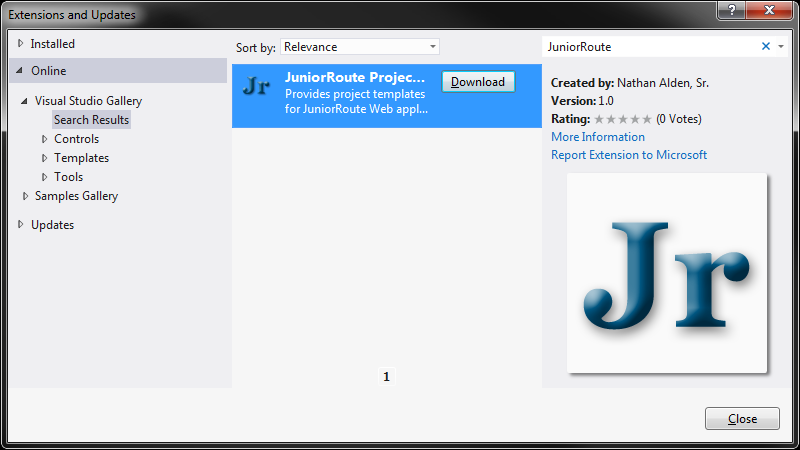 Extensions and Updates
?
Installed
Online
Visual Studio Gallery
Search Results
Controls
Templates
Tools
Samples Gallery
Updates
Sort by: Relevance
Jr
JuniorRoute Projec...
Provides project templates
for JuniorRoute Web appl...
Download
1
JuniorRoute
Created by: Nathan Alden, Sr.
Version: 1.0
Rating: (0 Votes)
More Information
Report Extension to Microsoft
Jr
Close